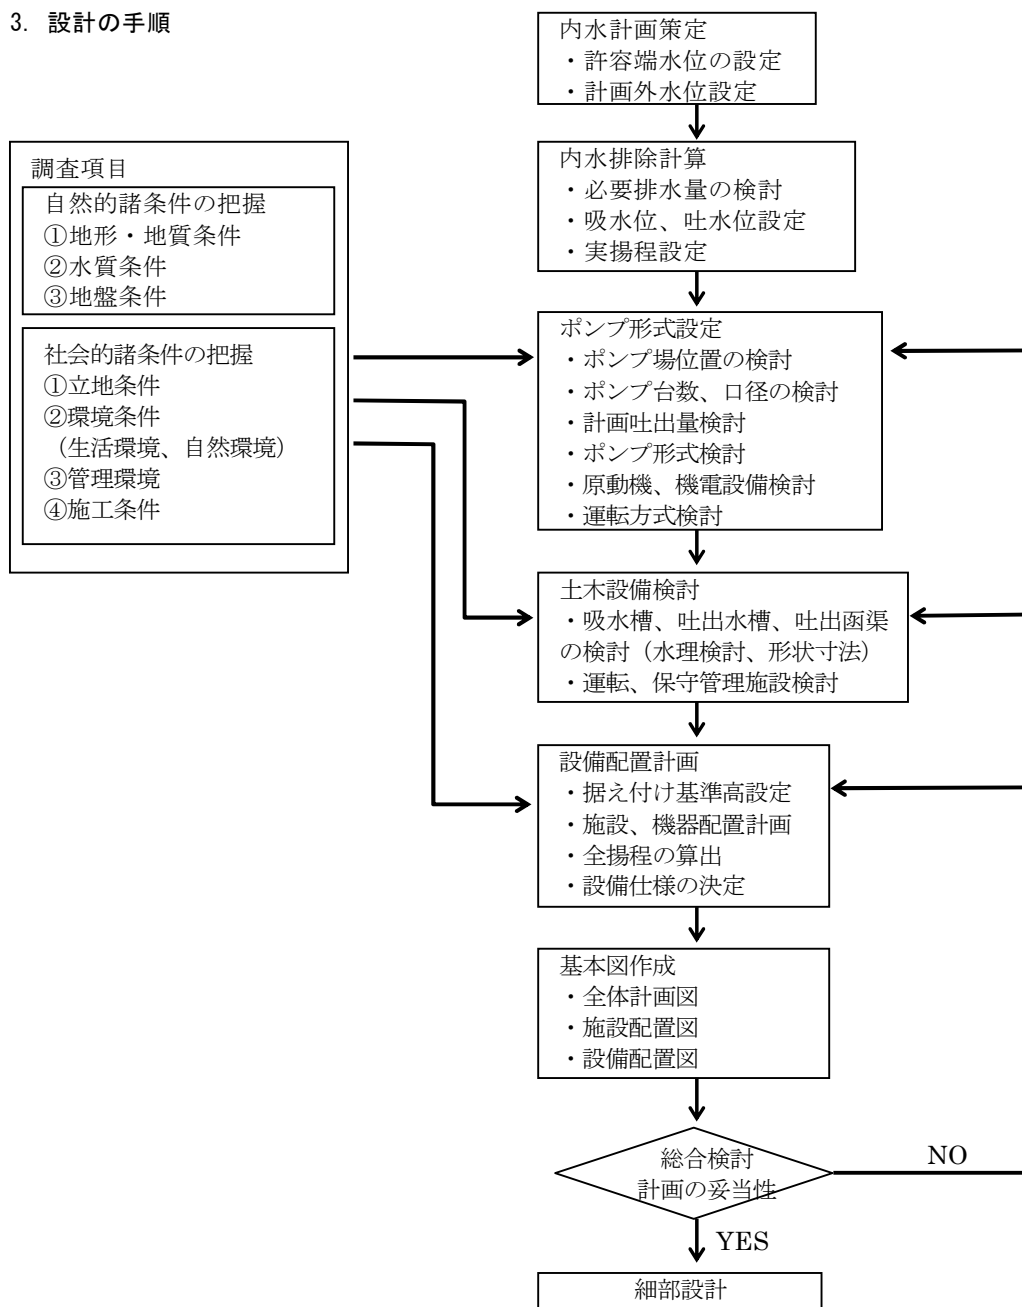 3. 設計の手順
内水計画策定
・許容端水位の設定
・計画外水位設定
内水排除計算
・必要排水量の検討
・吸水位、吐水位設定
・実揚程設定
調査項目
自然的諸条件の把握
①地形・地質条件
②水質条件
③地盤条件
社会的諸条件の把握
①立地条件
②環境条件
（生活環境、自然環境）
③管理環境
④施工条件
ポンプ形式設定
・ポンプ場位置の検討
・ポンプ台数、口径の検討
・計画吐出量検討
・ポンプ形式検討
・原動機、機電設備検討
・運転方式検討
土木設備検討
・吸水槽、吐出水槽、吐出函渠
の検討（水理検討、形状寸法）
・運転、保守管理施設検討
設備配置計画
・据え付け基準高設定
・施設、機器配置計画
・全揚程の算出
・設備仕様の決定
基本図作成
・全体計画図
・施設配置図
・設備配置図
総合検討
計画の妥当性
NO
YES
細部設計